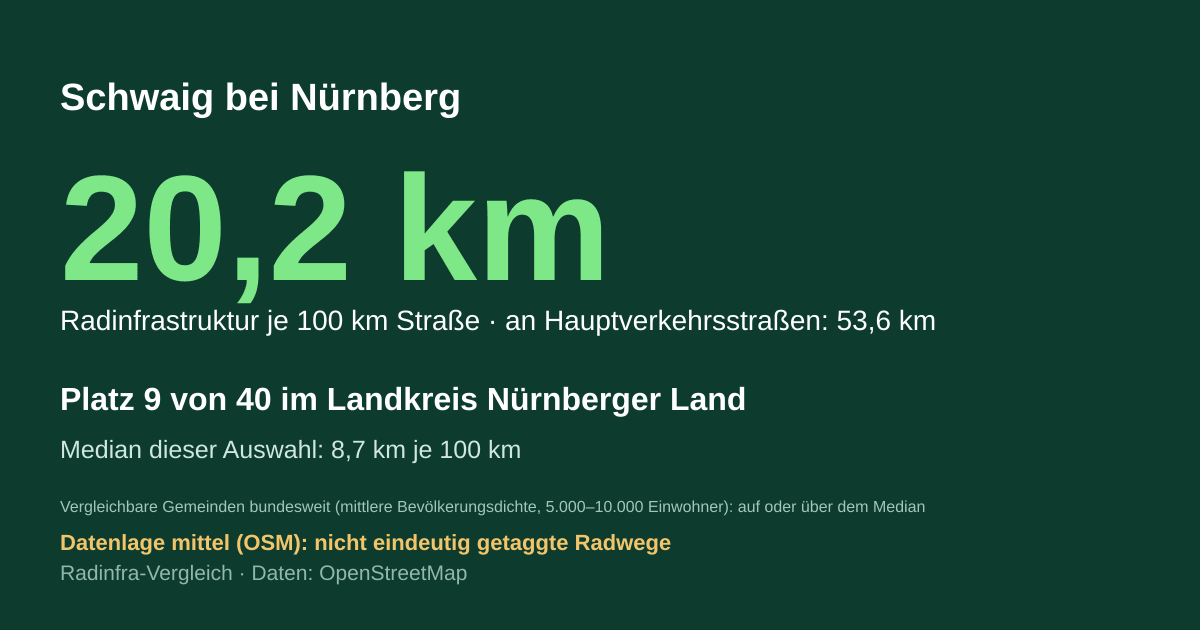 Schwaig bei Nürnberg
20,2 km
Radinfrastruktur je 100 km Straße · an Hauptverkehrsstraßen: 53,6 km
Platz 9 von 40 im Landkreis Nürnberger Land
Median dieser Auswahl: 8,7 km je 100 km
Vergleichbare Gemeinden bundesweit (mittlere Bevölkerungsdichte, 5.000–10.000 Einwohner): auf oder über dem Median
Datenlage mittel (OSM): nicht eindeutig getaggte Radwege
Radinfra-Vergleich · Daten: OpenStreetMap